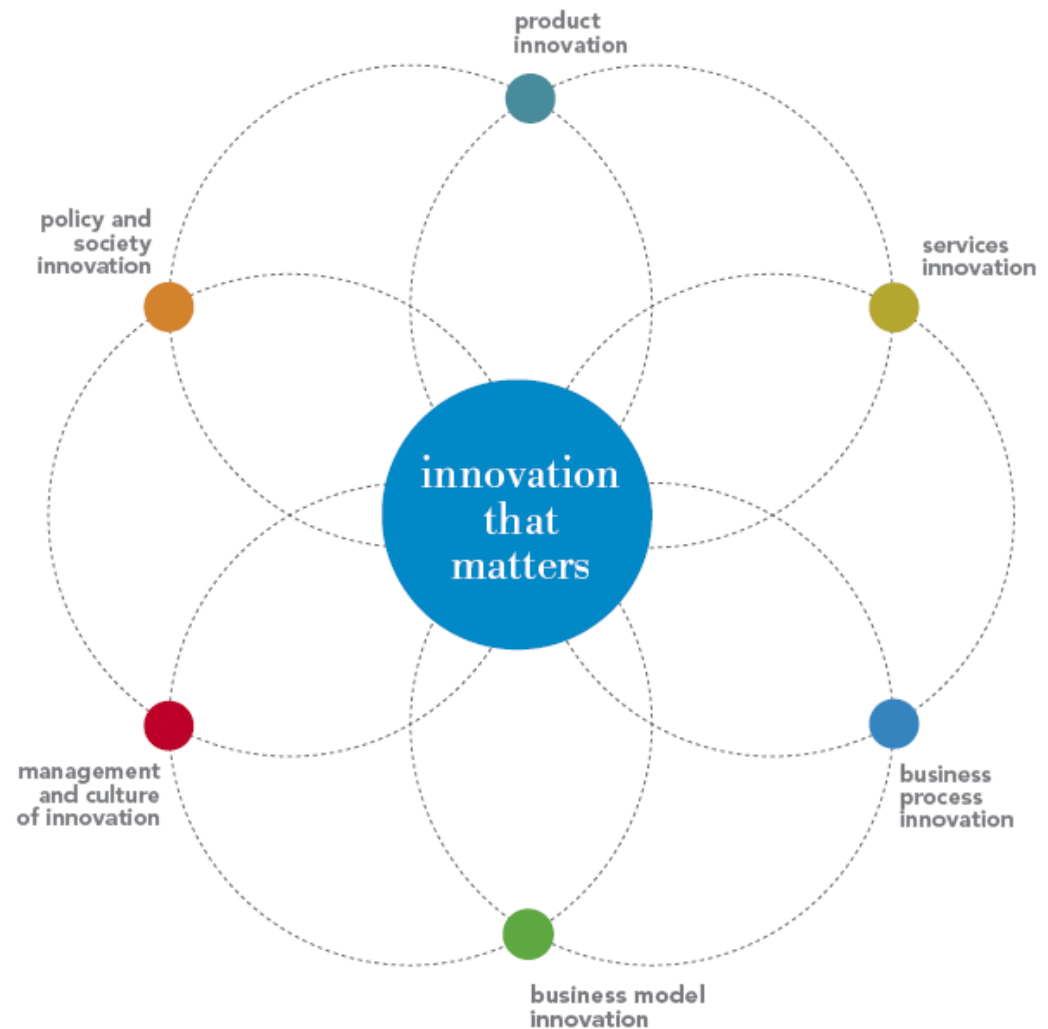 product
innovation
policy and
society
innovation
services
innovation
innovation
that
matters
management
and culture
of innovation
business
process
innovation
business model
innovation